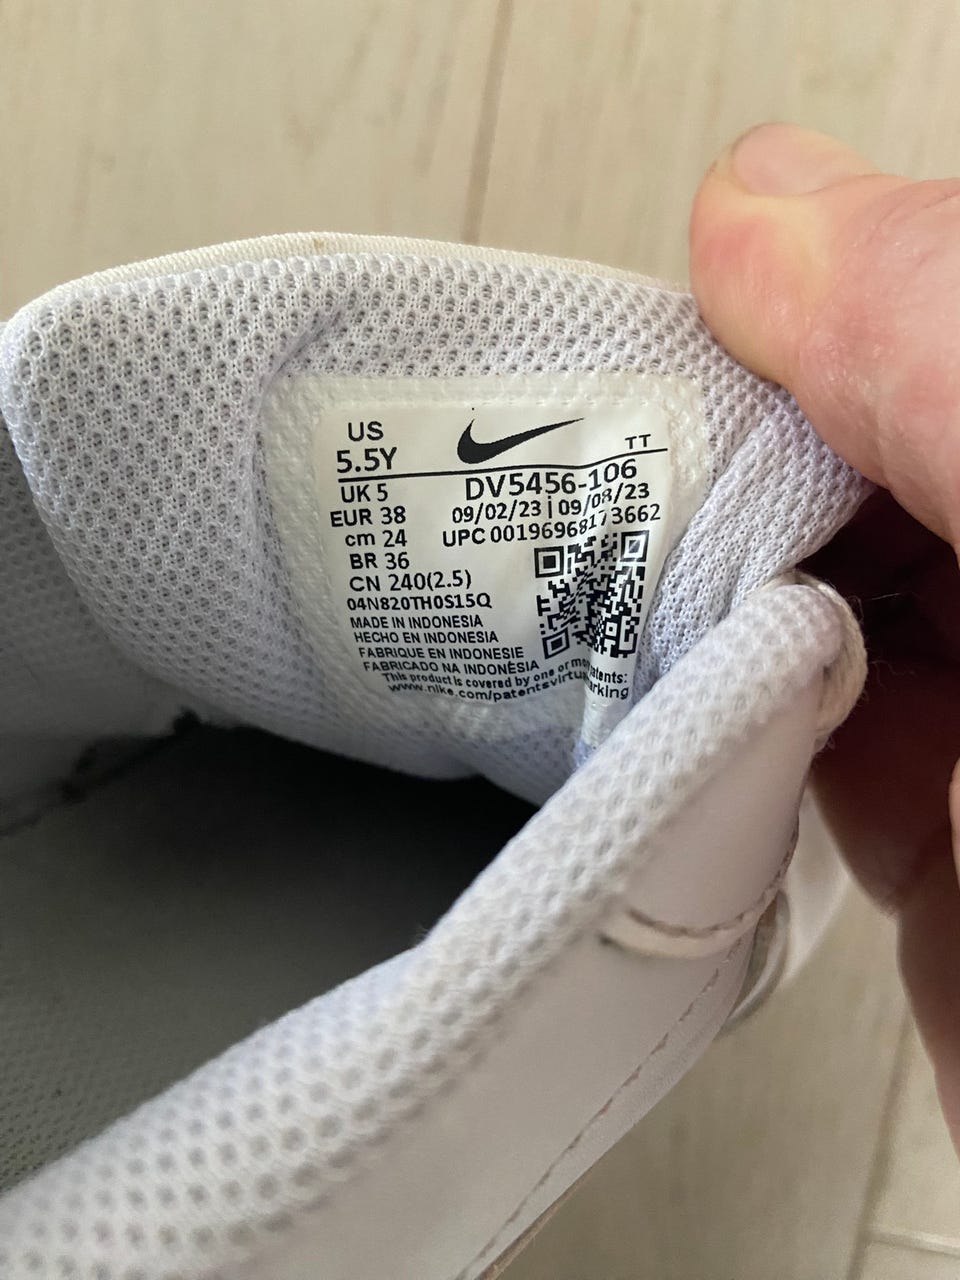 US
5.5Y
TT
UK 5
EUR 38
cm 24
BR 36
CN 240(2.5)
DV5456-106
09/02/23 | 09/08/23
UPC 00196968173662
04N820TH0S15Q
MADE IN INDONESIA
HECHO EN INDONESIA
FABRIQUE EN INDONESIE
FABRICADO NA INDONÉSIA
This product is covered by one or more patents:
www.nike.com/patentsvirtualmarking